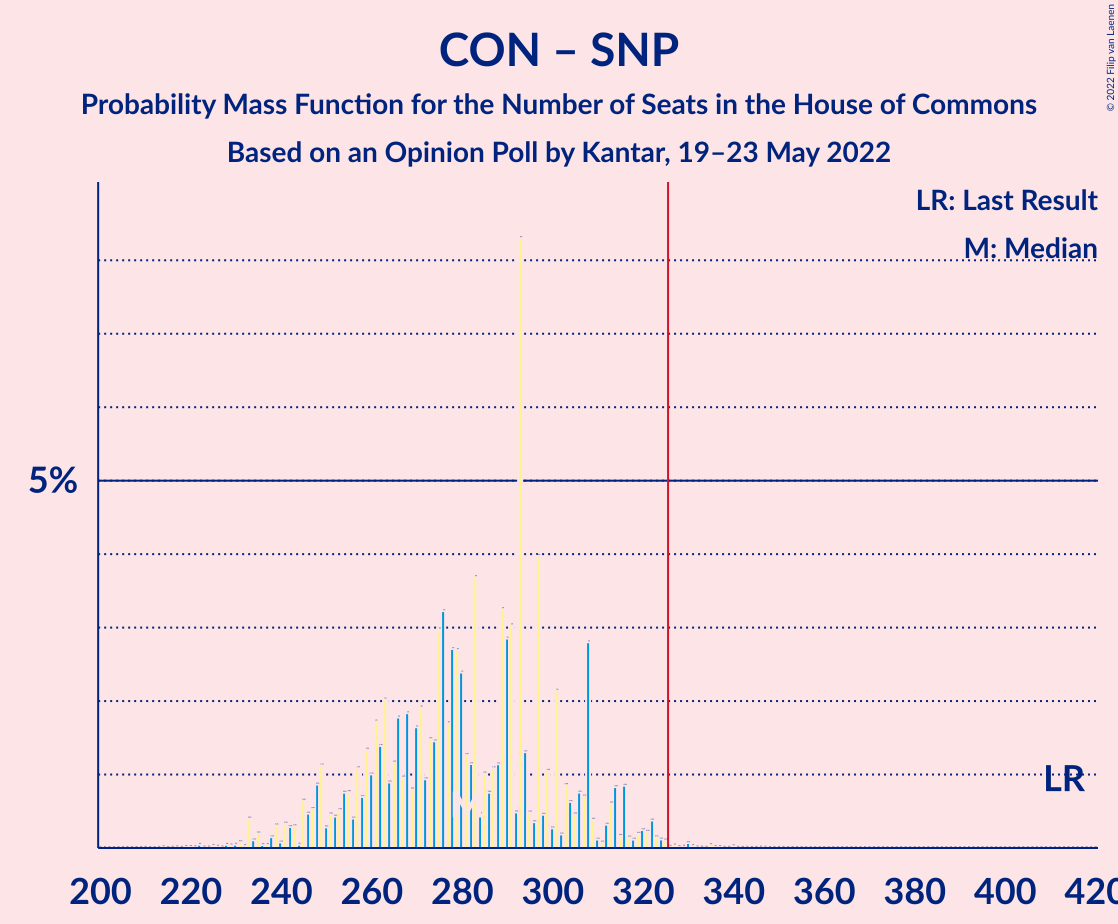 CON – SNP
Probability Mass Function for the Number of Seats in the House of Commons
Based on an Opinion Poll by Kantar, 19–23 May 2022
© 2022 Filip van Laenen
LR: Last Result
M: Median
5%
M
LR
200 220 240 260 280 300 320 340 360 380 400 420